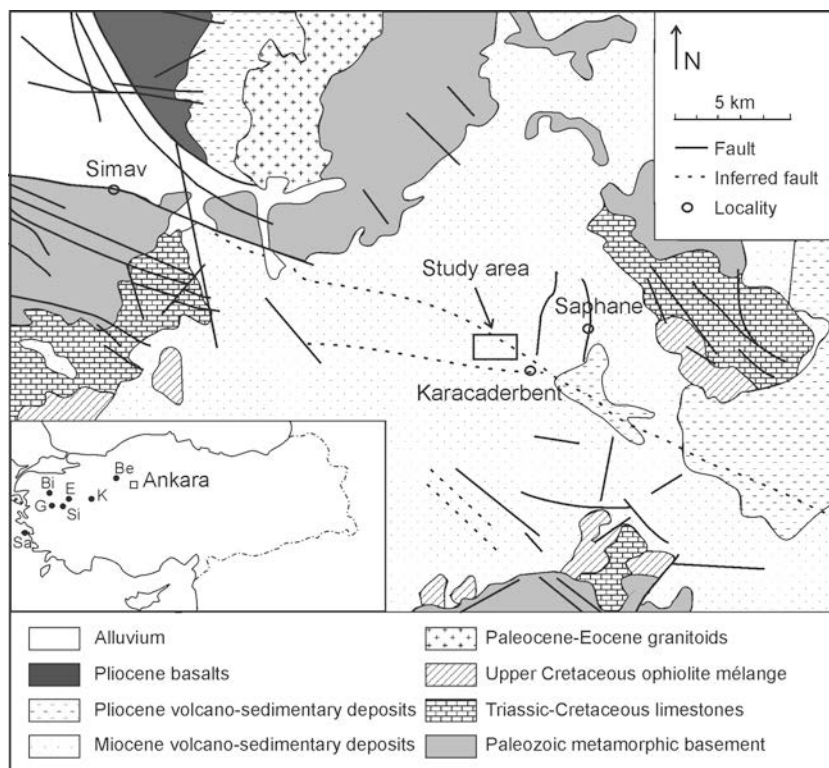 N
5 km
Fault
Inferred fault
Locality
Simav
Study area
Saphane
Karacaderbent
Be
Ankara
Bi
E
K
G
Si
Sa
Alluvium
Pliocene basalts
Pliocene volcano-sedimentary deposits
Miocene volcano-sedimentary deposits
Paleocene-Eocene granitoids
Upper Cretaceous ophiolite mélange
Triassic-Cretaceous limestones
Paleozoic metamorphic basement